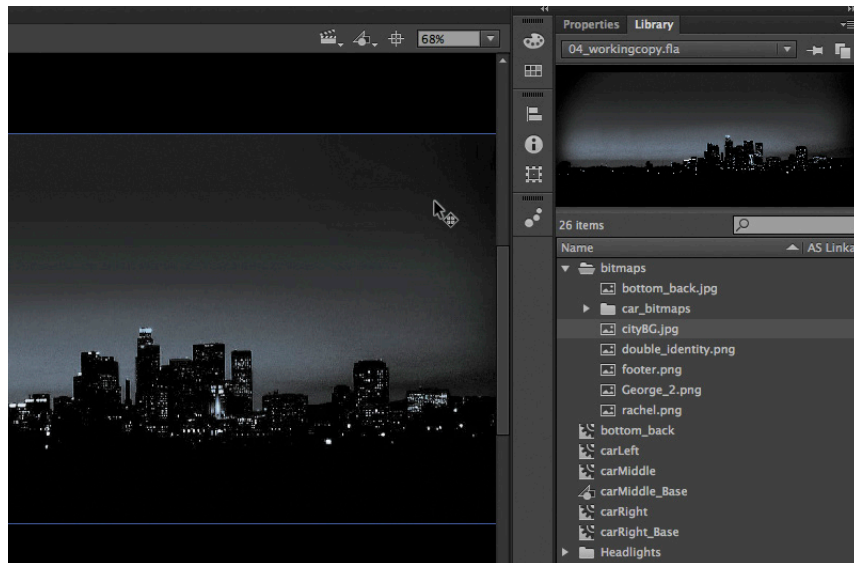 68%
Properties Library
04_workingcopy.fla
26 items
Name AS Linka
bitmaps
bottom_back.jpg
car_bitmaps
cityBG.jpg
double_identity.png
footer.png
George_2.png
rachel.png
bottom_back
carLeft
carMiddle
carMiddle_Base
carRight
carRight_Base
Headlights